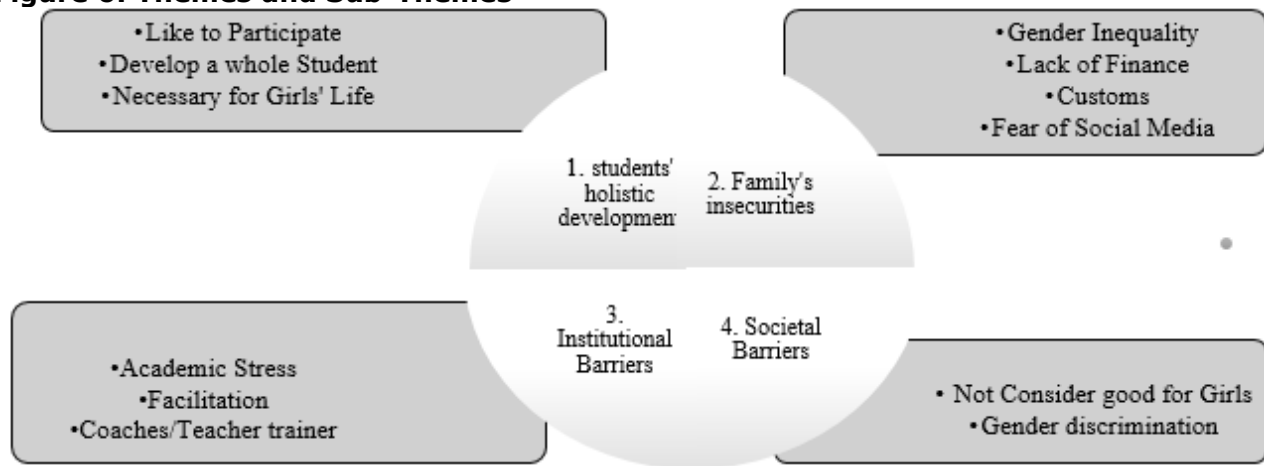 Figure 6: Themes and Sub-Themes
•Like to Participate
•Develop a whole Student
•Necessary for Girls' Life
•Gender Inequality
•Lack of Finance
•Customs
•Fear of Social Media
1. students'
holistic
developmen
2. Family's
insecurities
3.
Institutional
Barriers
4. Societal
Barriers
•Academic Stress
•Facilitation
•Coaches/Teacher trainer
• Not Consider good for Girls
•Gender discrimination